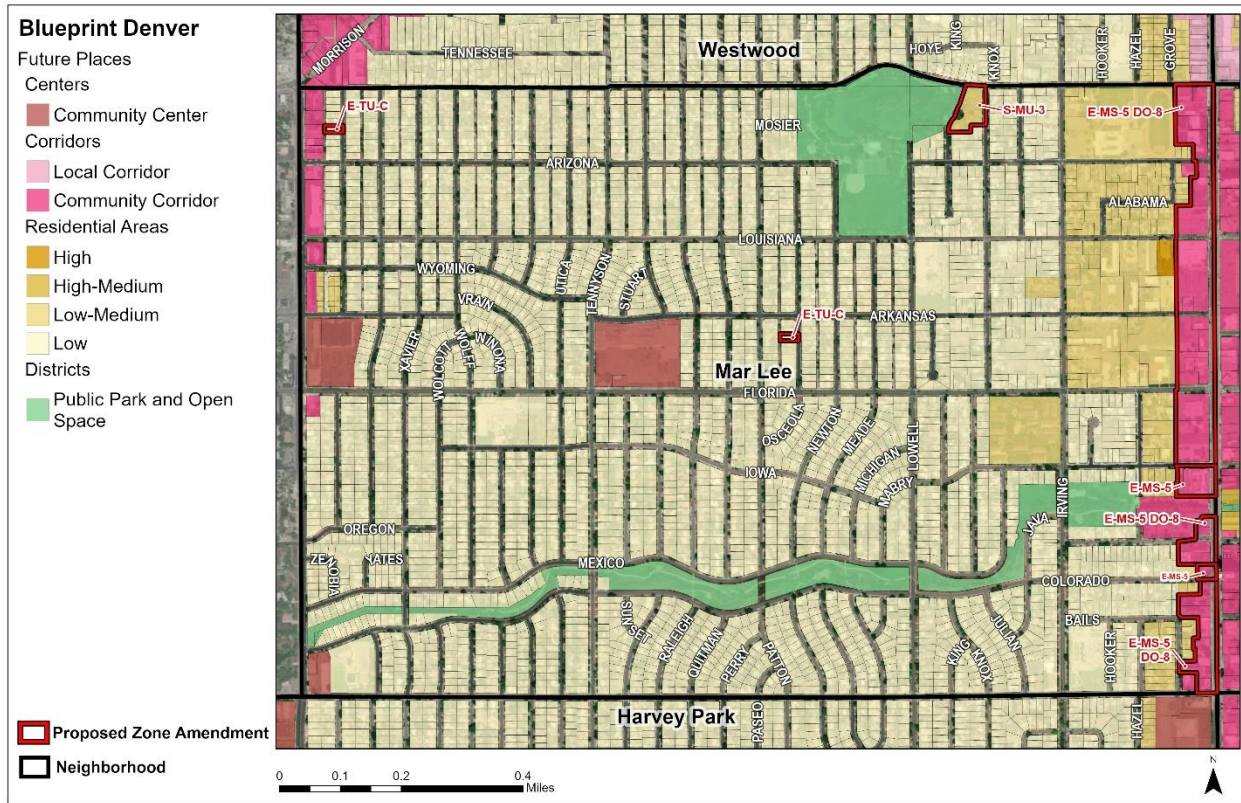 Blueprint Denver
Future Places
Centers
Community Center
Corridors
Local Corridor
Community Corridor
Residential Areas
High
High-Medium
Low-Medium
Low
Districts
Public Park and Open
Space
Proposed Zone Amendment
Neighborhood
MORRISON
TENNESSEE
Westwood
HOYE
KING
KNOX
HOOKER
HAZEL
GROVE
E-TU-C
MOSIER
S-MU-3
E-MS-5 DO-8
ARIZONA
ALABAMA
LOUISIANA
WYOMING
UTICA
TENNYSON
STUART
VRAIN
E-TU-C
ARKANSAS
XAVIER
WOLCOTT
WOLFF
WINONA
Mar Lee
FLORIDA
OSCEOLA
NEWTON
MEADE
MICHIGAN
MABRY
LOWELL
IOWA
IRVING
E-MS-5
JAVA
E-MS-5 DO-8
OREGON
ZENOBIA
YATES
MEXICO
COLORADO
E-MS-5
SUNSET
RALEIGH
QUITMAN
PERRY
PATTON
KING
KNOX
JULIAN
BAILS
HOOKER
E-MS-5
DO-8
Harvey Park
PASEO
HAZEL
0 0.1 0.2 0.4
Miles
N